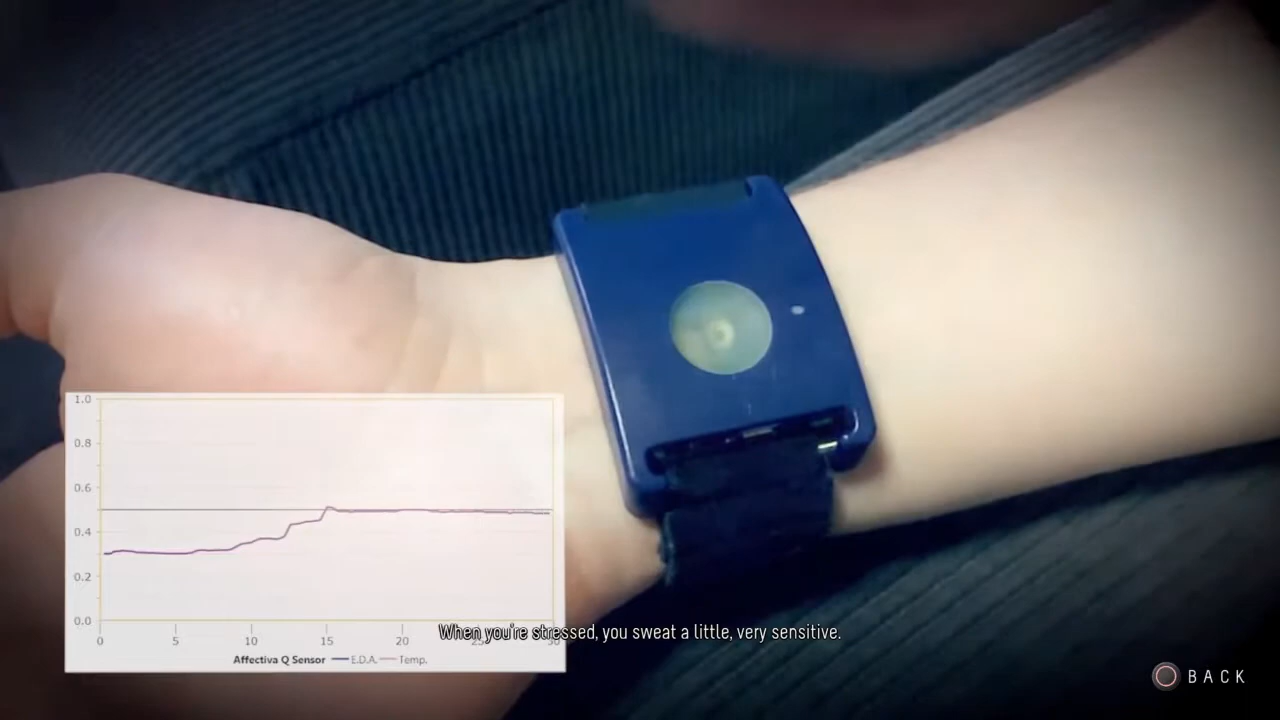 1.0
0.8
0.6
0.4
0.2
0.0
0 5 10 15 20 25 30
Affectiva Q Sensor E.D.A. Temp.
When you're stressed, you sweat a little, very sensitive.
BACK